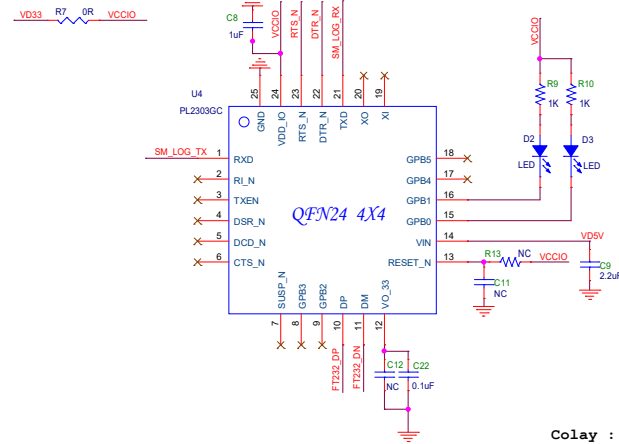 VD33 R7 0R VCCIO
C8
1uF
VCCIO
RTS_N
DTR_N
SM_LOG_RX
VCCIO
R9 R10
1K 1K
U4
PL2303GC
25 24 23 22 21 20 19
GND VDD_IO RTS_N DTR_N TXD XO XI
D2 D3
LED LED
SM_LOG_TX 1 RXD
2 RI_N
3 TXEN
4 DSR_N
5 DCD_N
6 CTS_N
QFN24 4X4
GPB5 18
GPB4 17
GPB1 16
GPB0 15
VIN 14 VD5V
RESET_N 13 R13 NC VCCIO
C11
NC
C9
2.2uF
SUSP_N GPB3 GPB2 DP DM VO_33
7 8 9 10 11 12
FT232_DP
FT232_DN
C12 C22
NC 0.1uF
Colay :